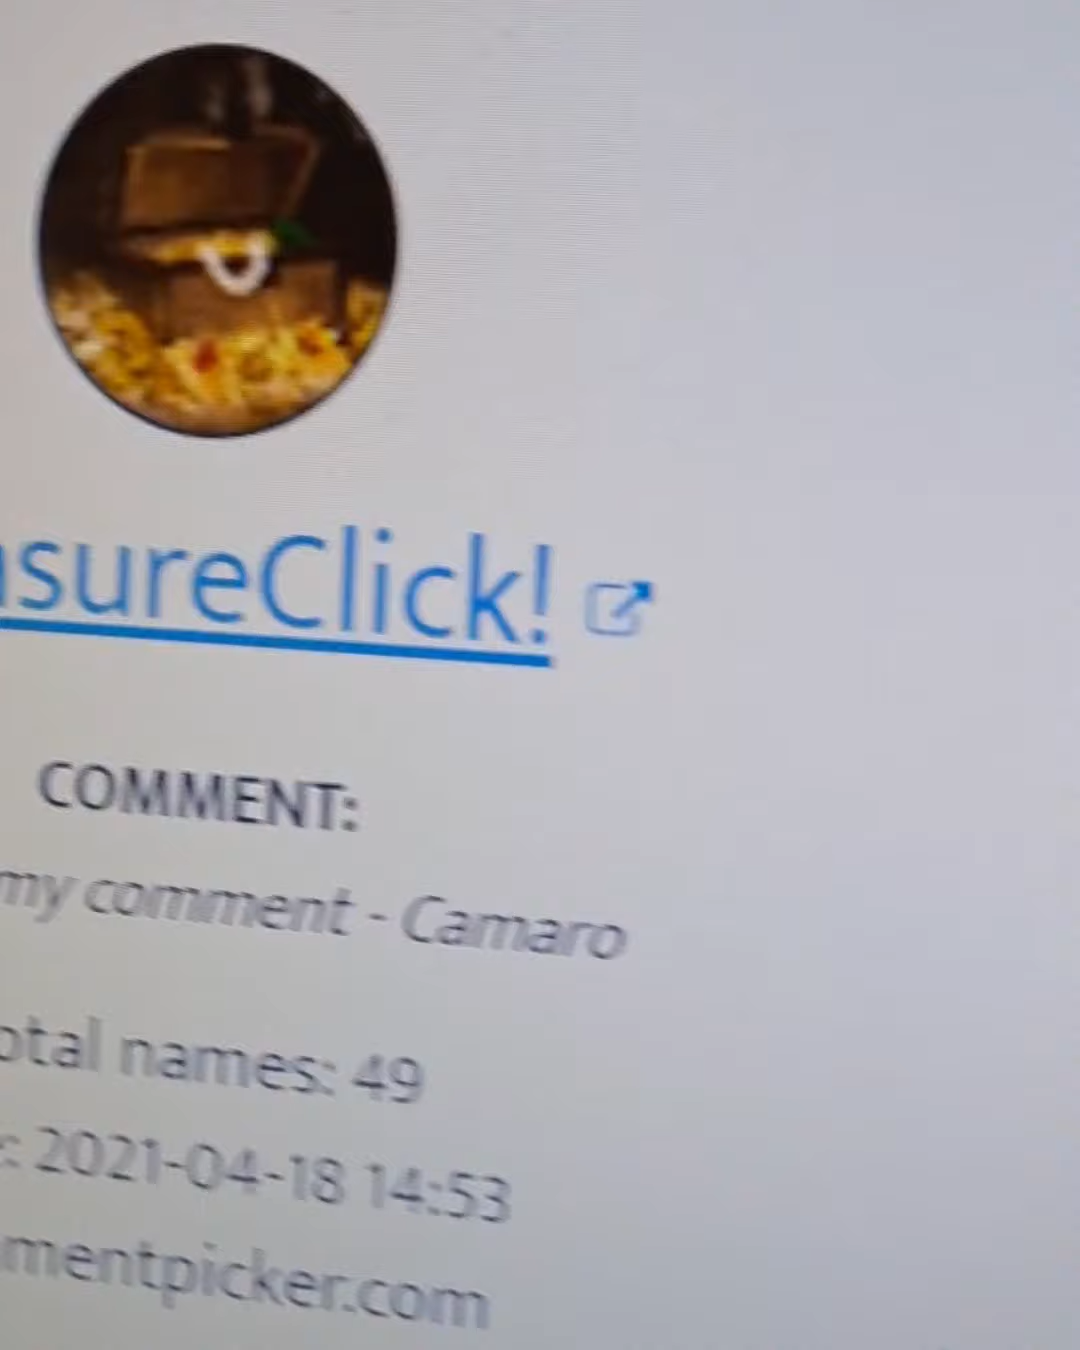 sureClick!
COMMENT:
my comment - Camaro
otal names: 49
: 2021-04-18 14:53
mentpicker.com